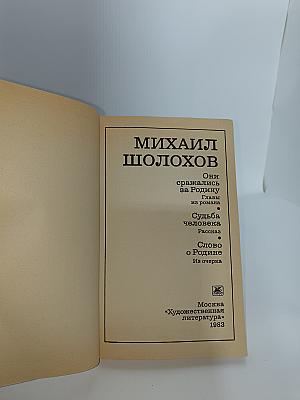 МИХАИЛ
ШОЛОХОВ
Они
сражались
за Родину
Главы
из романа
Судьба
человека
Рассказ
Слово
о Родине
Из очерка
Москва
«Художественная
литература»
1983